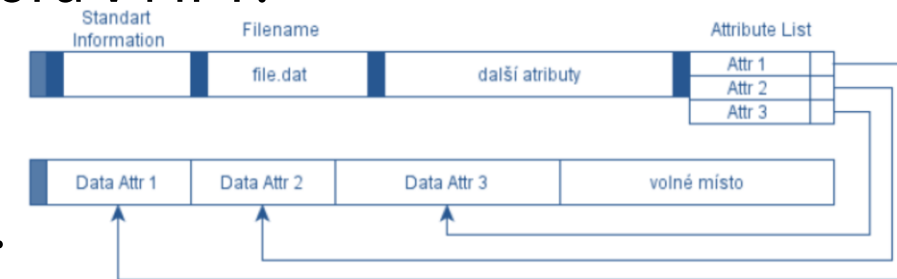 Standart
Information
Filename
Attribute List
file.dat
další atributy
Attr 1
Attr 2
Attr 3
Data Attr 1
Data Attr 2
Data Attr 3
volné místo